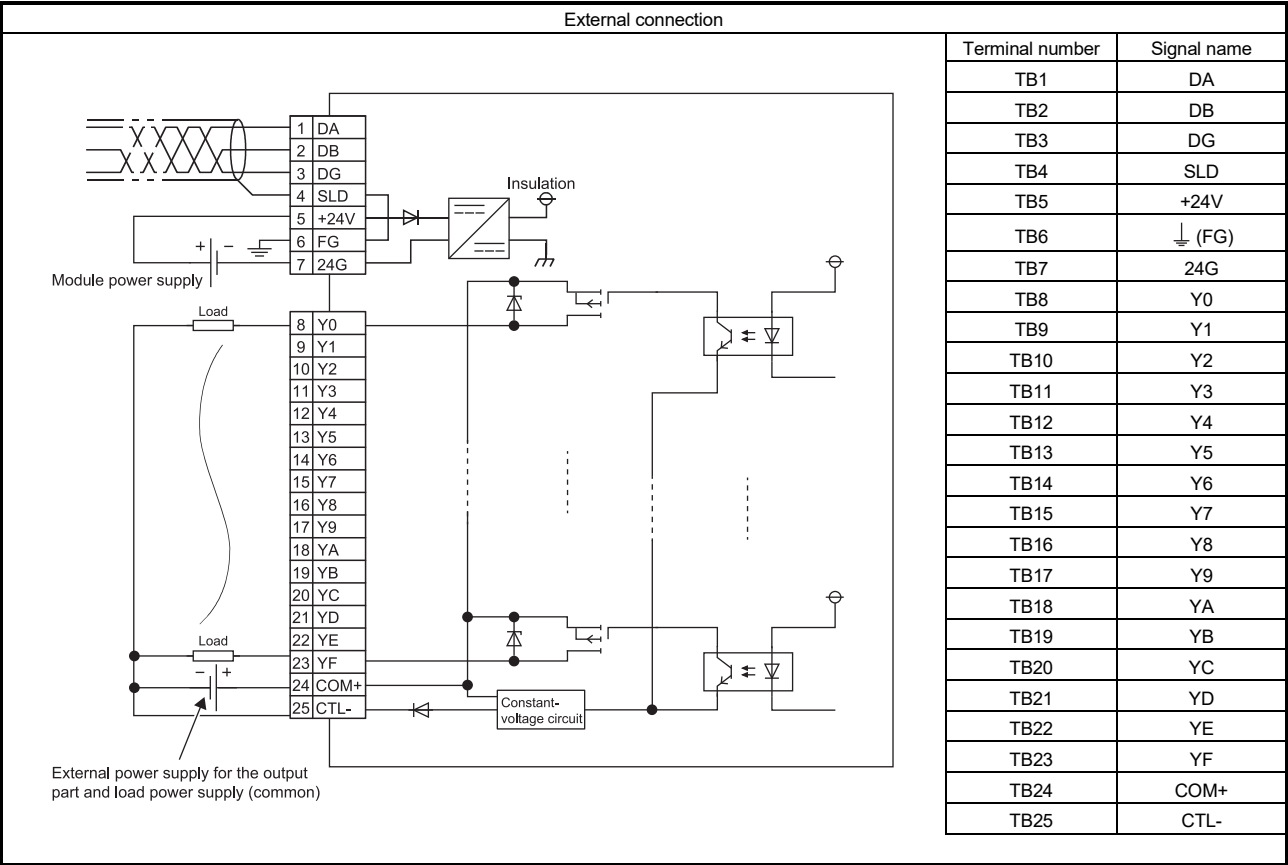 External connection
1 DA
2 DB
3 DG
4 SLD
5 +24V
6 FG
7 24G
Insulation
+ −
Module power supply
Load
8 Y0
9 Y1
10 Y2
11 Y3
12 Y4
13 Y5
14 Y6
15 Y7
16 Y8
17 Y9
18 YA
19 YB
20 YC
21 YD
22 YE
23 YF
24 COM+
25 CTL-
Load
− +
Constant-
voltage circuit
External power supply for the output
part and load power supply (common)
Terminal number Signal name
TB1 DA
TB2 DB
TB3 DG
TB4 SLD
TB5 +24V
TB6 ⏚ (FG)
TB7 24G
TB8 Y0
TB9 Y1
TB10 Y2
TB11 Y3
TB12 Y4
TB13 Y5
TB14 Y6
TB15 Y7
TB16 Y8
TB17 Y9
TB18 YA
TB19 YB
TB20 YC
TB21 YD
TB22 YE
TB23 YF
TB24 COM+
TB25 CTL-